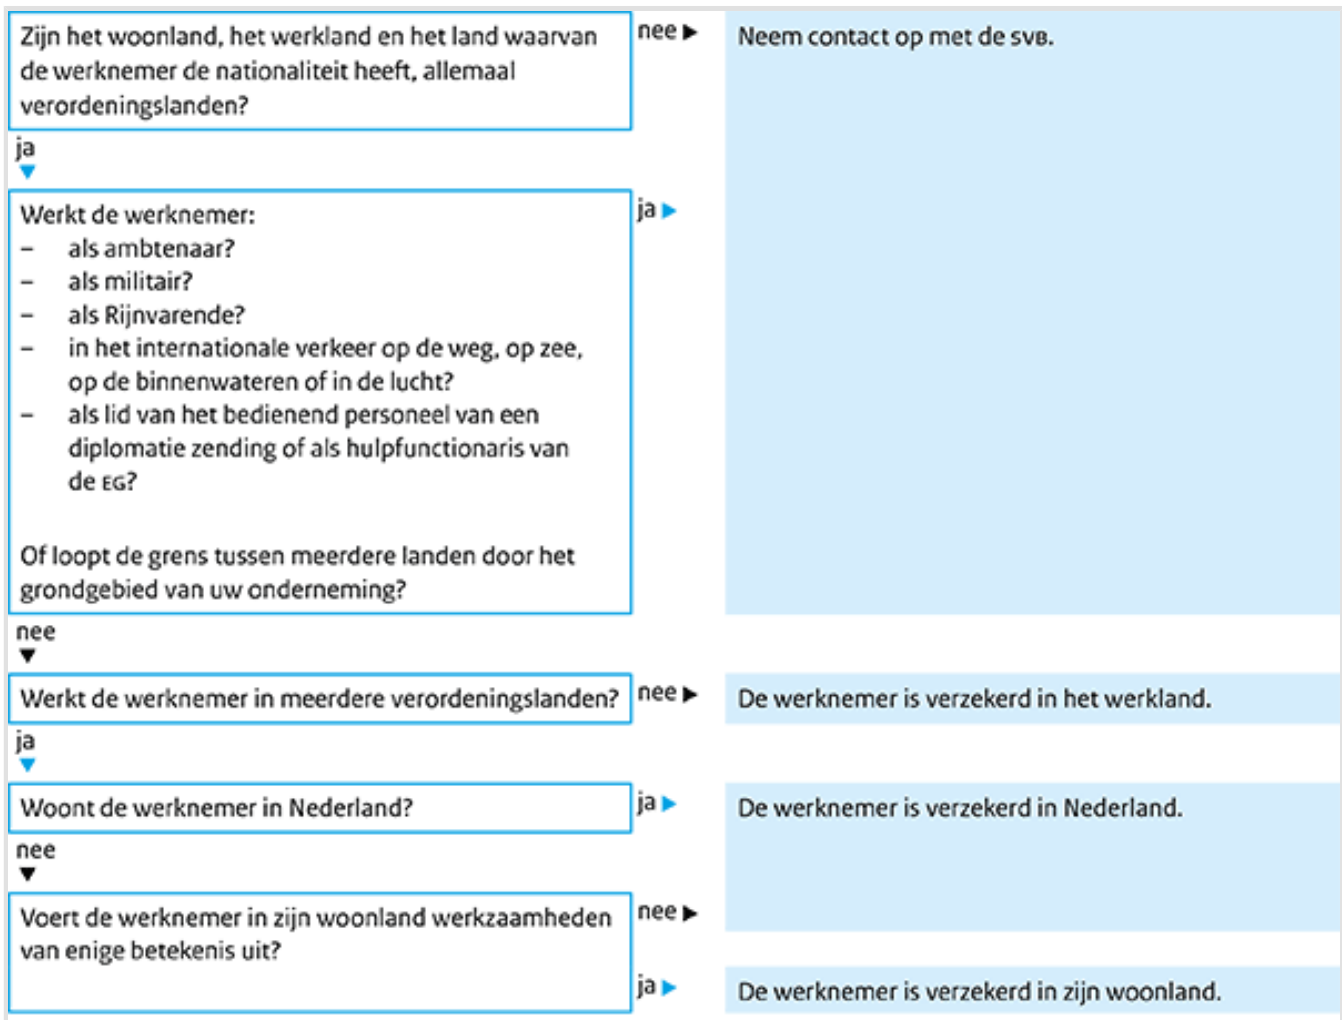 Zijn het woonland, het werkland en het land waarvan
de werknemer de nationaliteit heeft, allemaal
verordeningslanden?
nee ▶
Neem contact op met de SVB.
ja
▼
Werkt de werknemer:
– als ambtenaar?
– als militair?
– als Rijnvarende?
– in het internationale verkeer op de weg, op zee,
op de binnenwateren of in de lucht?
– als lid van het bedienend personeel van een
diplomatie zending of als hulpfunctionaris van
de EG?
Of loopt de grens tussen meerdere landen door het
grondgebied van uw onderneming?
ja ▶
nee
▼
Werkt de werknemer in meerdere verordeningslanden?
nee ▶
De werknemer is verzekerd in het werkland.
ja
▼
Woont de werknemer in Nederland?
ja ▶
De werknemer is verzekerd in Nederland.
nee
▼
Voert de werknemer in zijn woonland werkzaamheden
van enige betekenis uit?
nee ▶
ja ▶
De werknemer is verzekerd in zijn woonland.